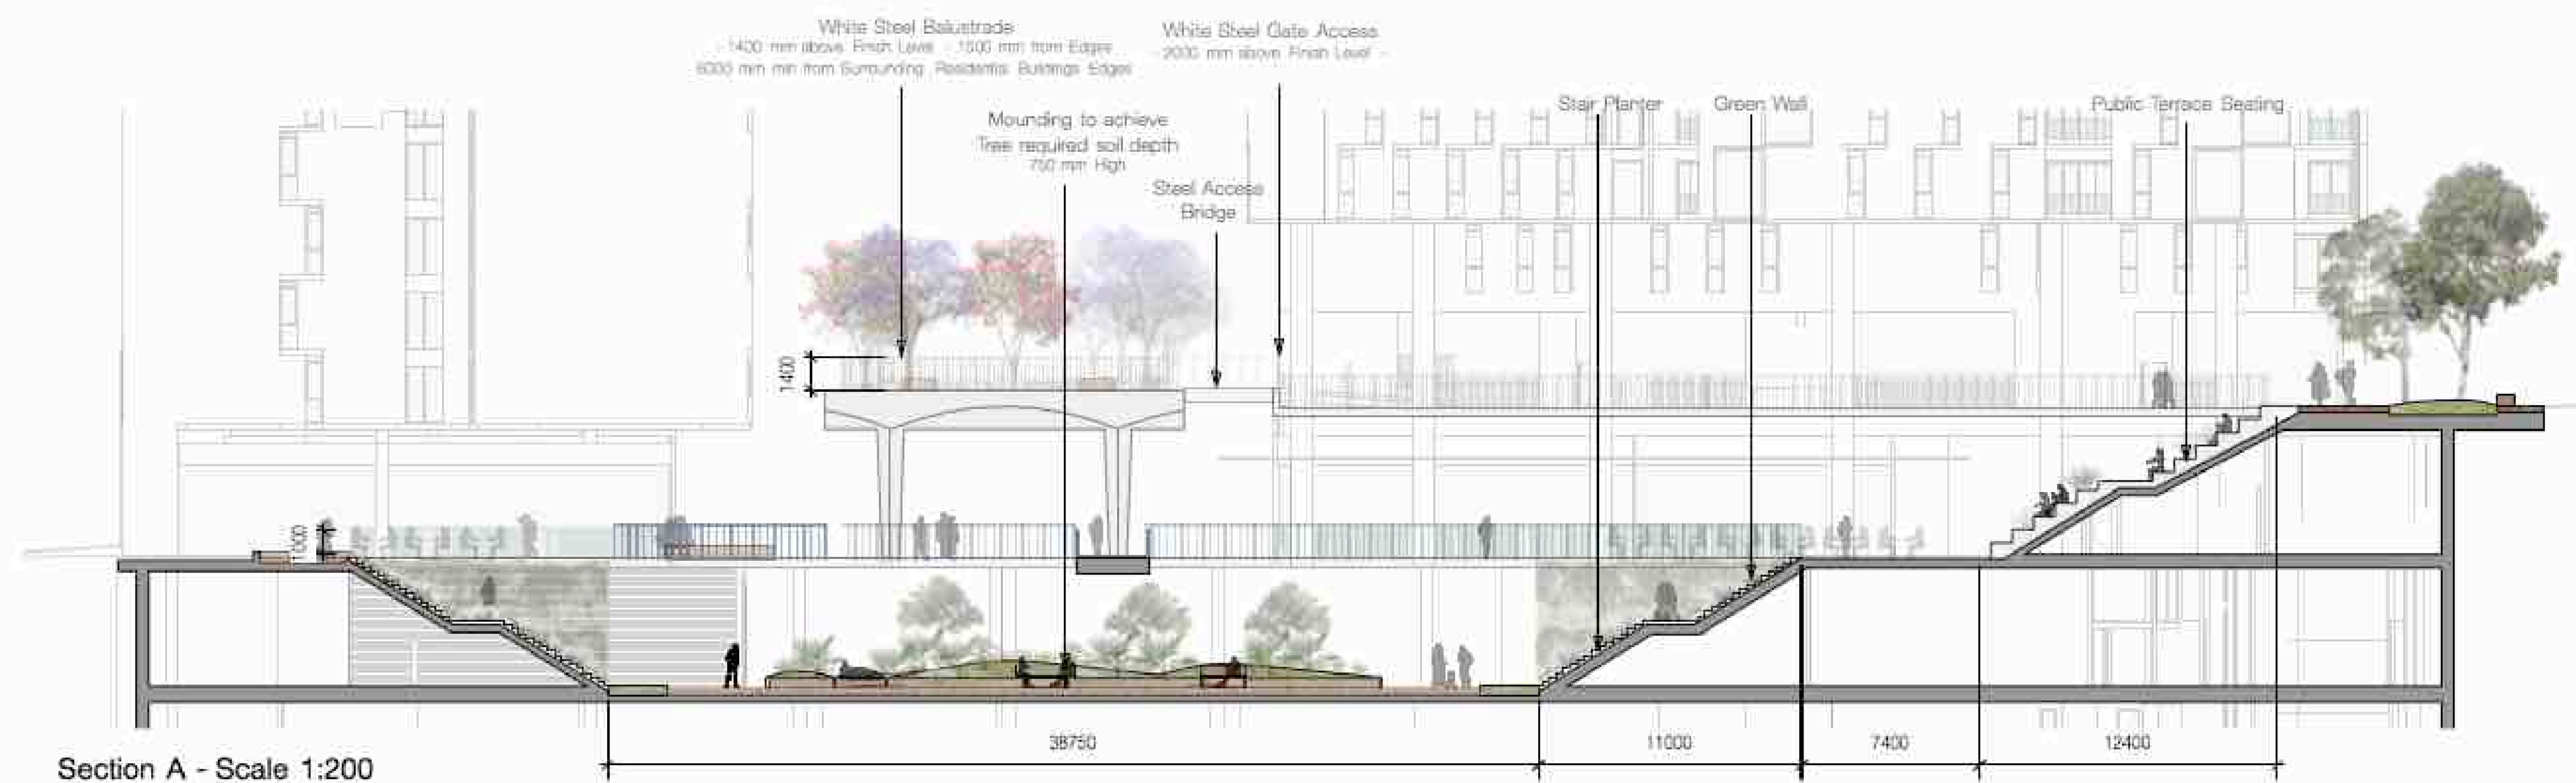 White Steel Balustrade
- 1400 mm above Finish Level - 1500 mm from Edges
6000 mm min from Surrounding Residential Buildings Edges
White Steel Gate Access
- 2000 mm above Finish Level -
Mounding to achieve
Tree required soil depth
750 mm High
Steel Access
Bridge
Stair Planter
Green Wall
Public Terrace Seating
1400
38750
11000
7400
12400
Section A - Scale 1:200